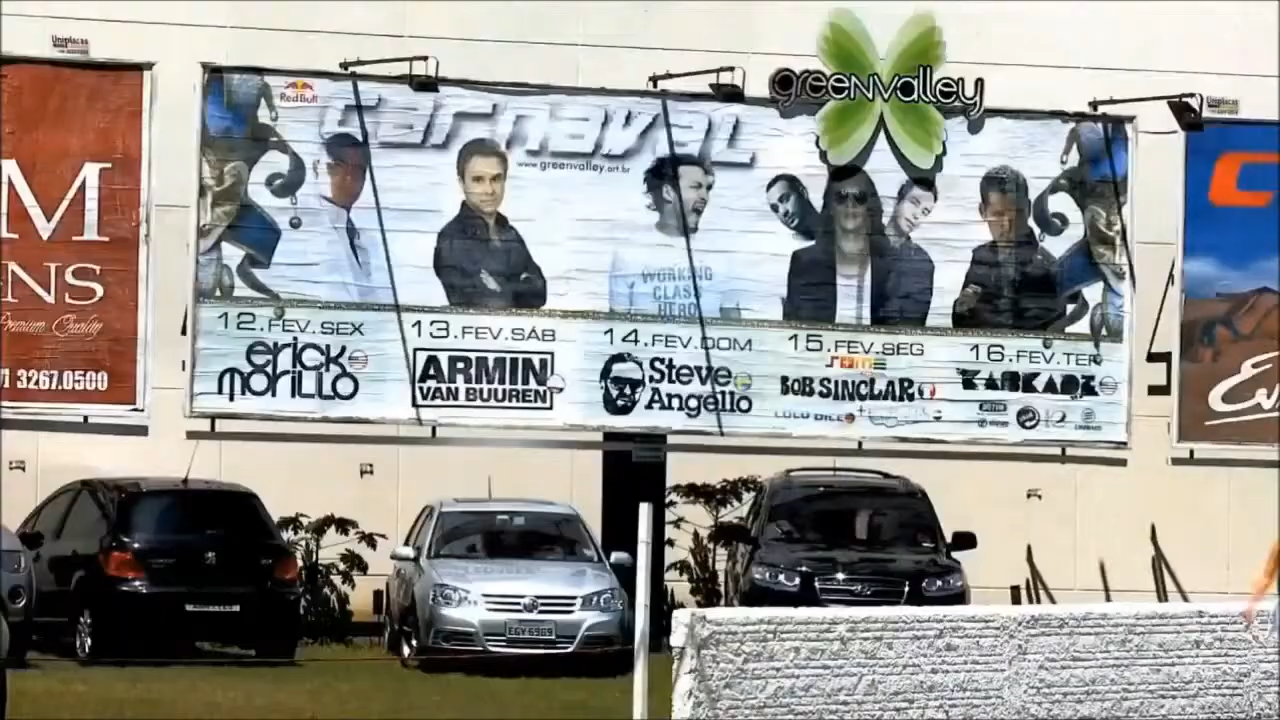 Uniplacas
Red Bull
carnaval
www.greenvalley.art.br
greenvalley
Uniplacas
M
NS
Premium Quality
1 3267.0500
WORKING
CLASS
HERO
12.FEV.SEX
erick
morillo
13.FEV.SÁB
ARMIN
VAN BUUREN
14.FEV.DOM
Steve
Angello
15.FEV.SEG
BOB SINCLAR
16.FEV.TER
KASKADE